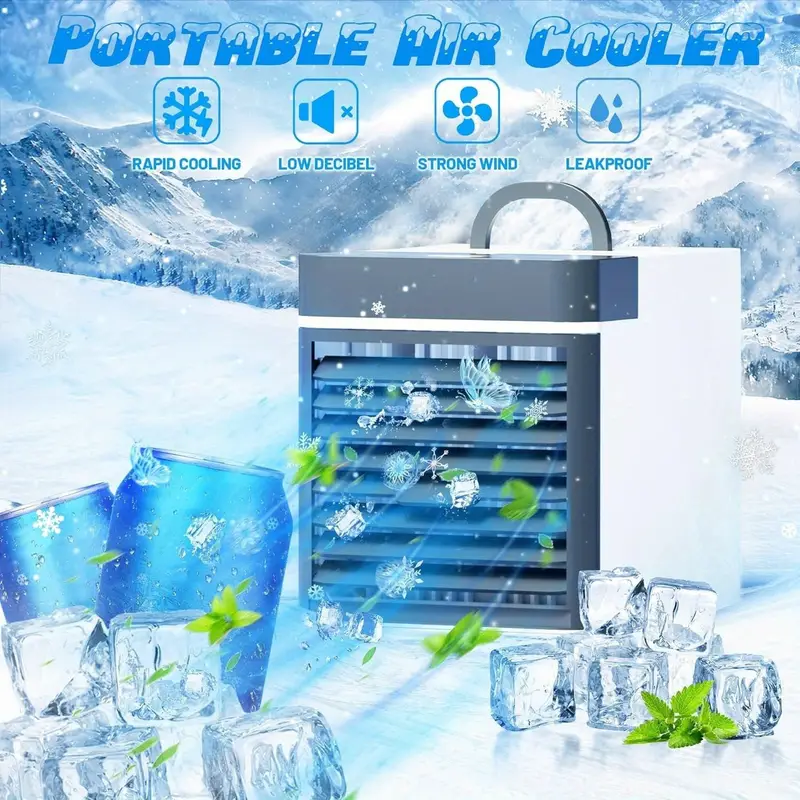 PORTABLE AIR COOLER
RAPID COOLING
LOW DECIBEL
STRONG WIND
LEAKPROOF